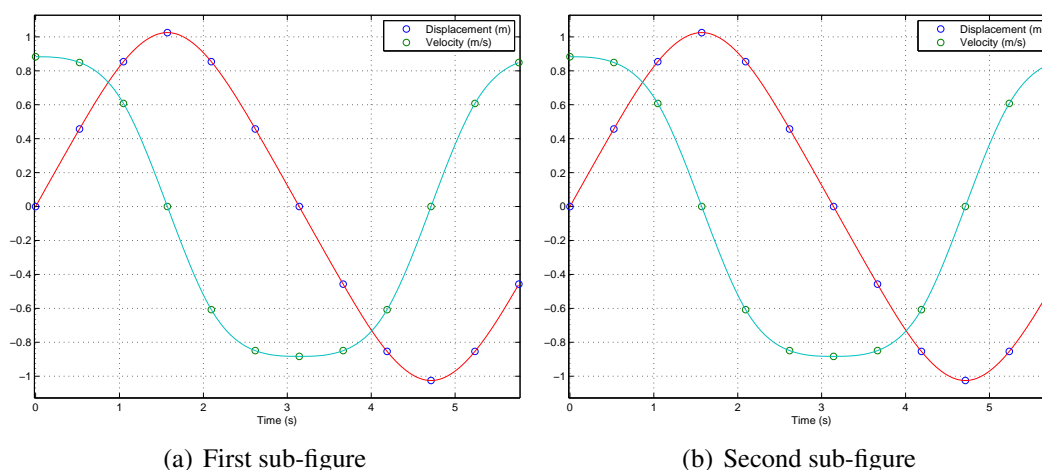 Displacement (m)
Velocity (m/s)
1
0.8
0.6
0.4
0.2
0
−0.2
−0.4
−0.6
−0.8
−1
0 1 2 3 4 5
Time (s)
(a) First sub-figure
Displacement (m
Velocity (m/s)
1
0.8
0.6
0.4
0.2
0
−0.2
−0.4
−0.6
−0.8
−1
0 1 2 3 4 5
Time (s)
(b) Second sub-figure